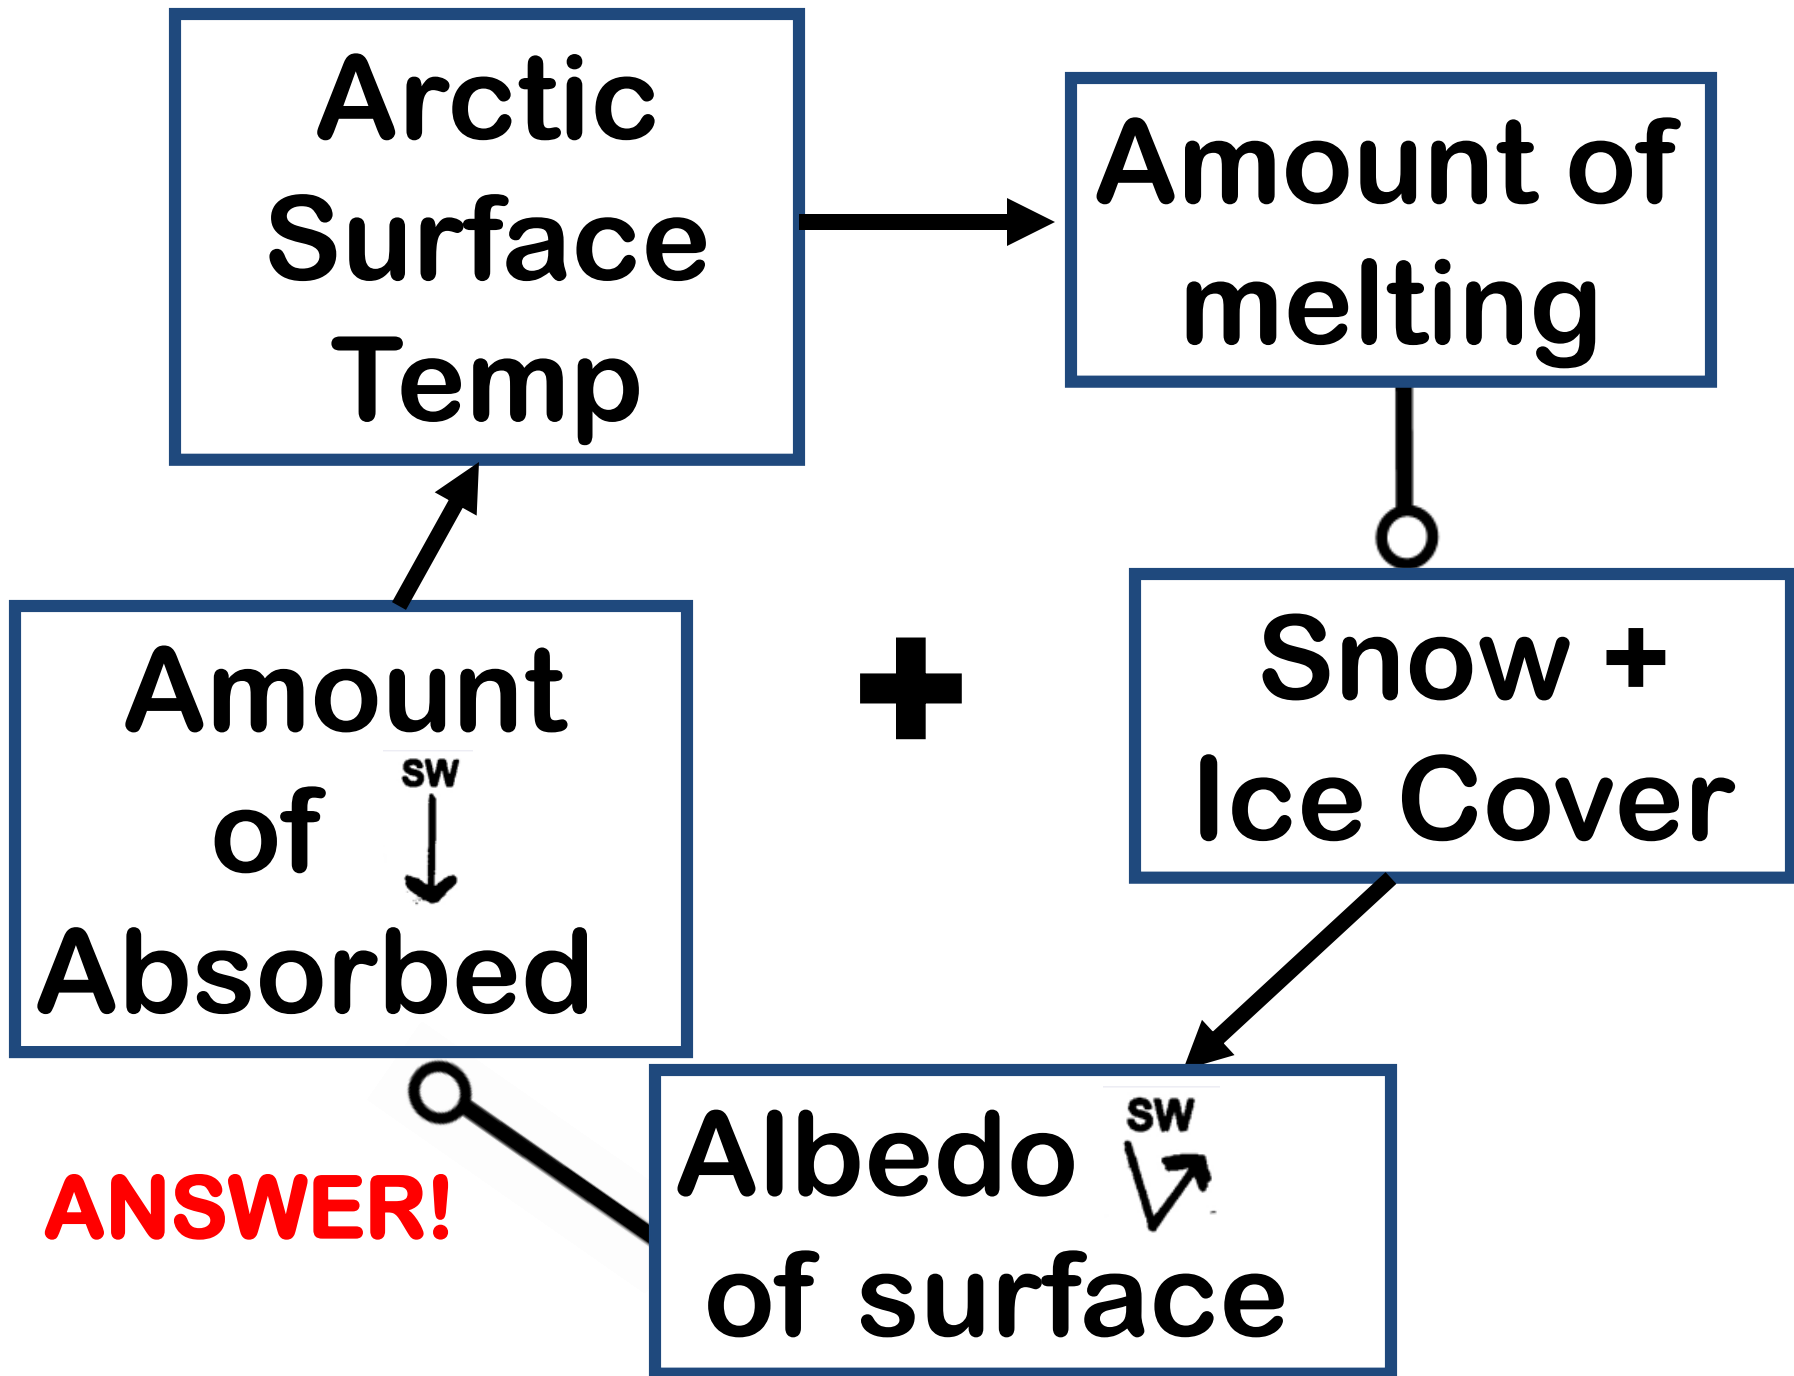 Arctic
Surface
Temp
Amount of
melting
Snow +
Ice Cover
Albedo SW
of surface
Amount
SW
of
Absorbed
+
ANSWER!